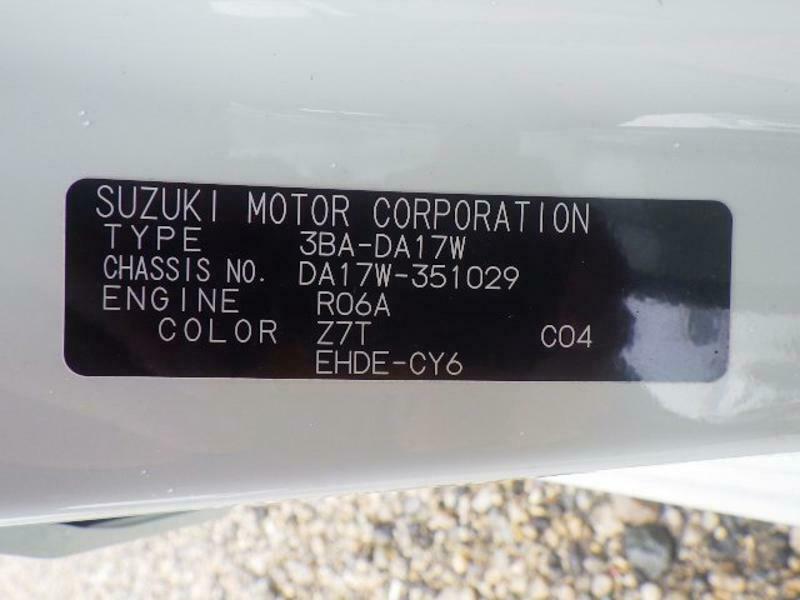 SUZUKI MOTOR CORPORATION
TYPE 3BA-DA17W
CHASSIS NO. DA17W-351029
ENGINE R06A
COLOR Z7T C04
EHDE-CY6